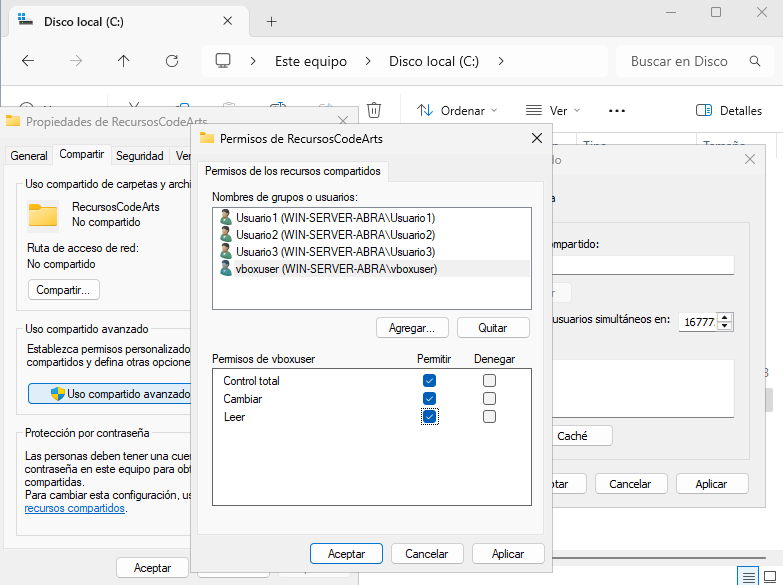 Disco local (C:)
Este equipo
Disco local (C:)
Buscar en Disco
Ordenar
Ver
Detalles
Propiedades de RecursosCodeArts
General
Compartir
Seguridad
Uso compartido de carpetas y archi
RecursosCodeArts
No compartido
Ruta de acceso de red:
No compartido
Compartir...
Uso compartido avanzado
Establezca permisos personalizado
compartidos y defina otras opcione
Uso compartido avanzado
Protección por contraseña
Las personas deben tener una cuen
contraseña en este equipo para obt
compartidas.
Para cambiar esta configuración, us
recursos compartidos.
Aceptar
Permisos de RecursosCodeArts
Permisos de los recursos compartidos
Nombres de grupos o usuarios:
Usuario1 (WIN-SERVER-ABRA\Usuario1)
Usuario2 (WIN-SERVER-ABRA\Usuario2)
Usuario3 (WIN-SERVER-ABRA\Usuario3)
vboxuser (WIN-SERVER-ABRA\vboxuser)
Agregar...
Quitar
Permisos de vboxuser
Permitir
Denegar
Control total
Cambiar
Leer
Aceptar
Cancelar
Aplicar
mpartido:
usuarios simultáneos en:
16777
Caché
tar
Cancelar
Aplicar